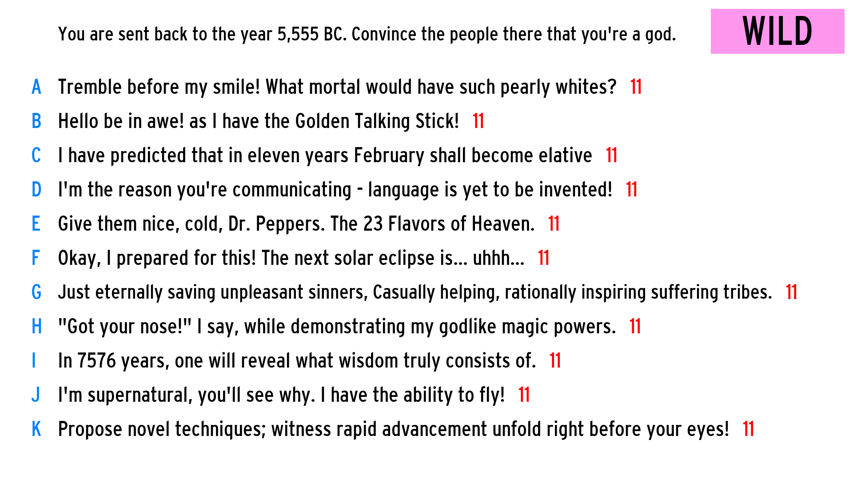 You are sent back to the year 5,555 BC. Convince the people there that you're a god.
WILD
A Tremble before my smile! What mortal would have such pearly whites? 11
B Hello be in awe! as I have the Golden Talking Stick! 11
C I have predicted that in eleven years February shall become elative 11
D I'm the reason you're communicating - language is yet to be invented! 11
E Give them nice, cold, Dr. Peppers. The 23 Flavors of Heaven. 11
F Okay, I prepared for this! The next solar eclipse is... uhhh... 11
G Just eternally saving unpleasant sinners, Casually helping, rationally inspiring suffering tribes. 11
H "Got your nose!" I say, while demonstrating my godlike magic powers. 11
I In 7576 years, one will reveal what wisdom truly consists of. 11
J I'm supernatural, you'll see why. I have the ability to fly! 11
K Propose novel techniques; witness rapid advancement unfold right before your eyes! 11